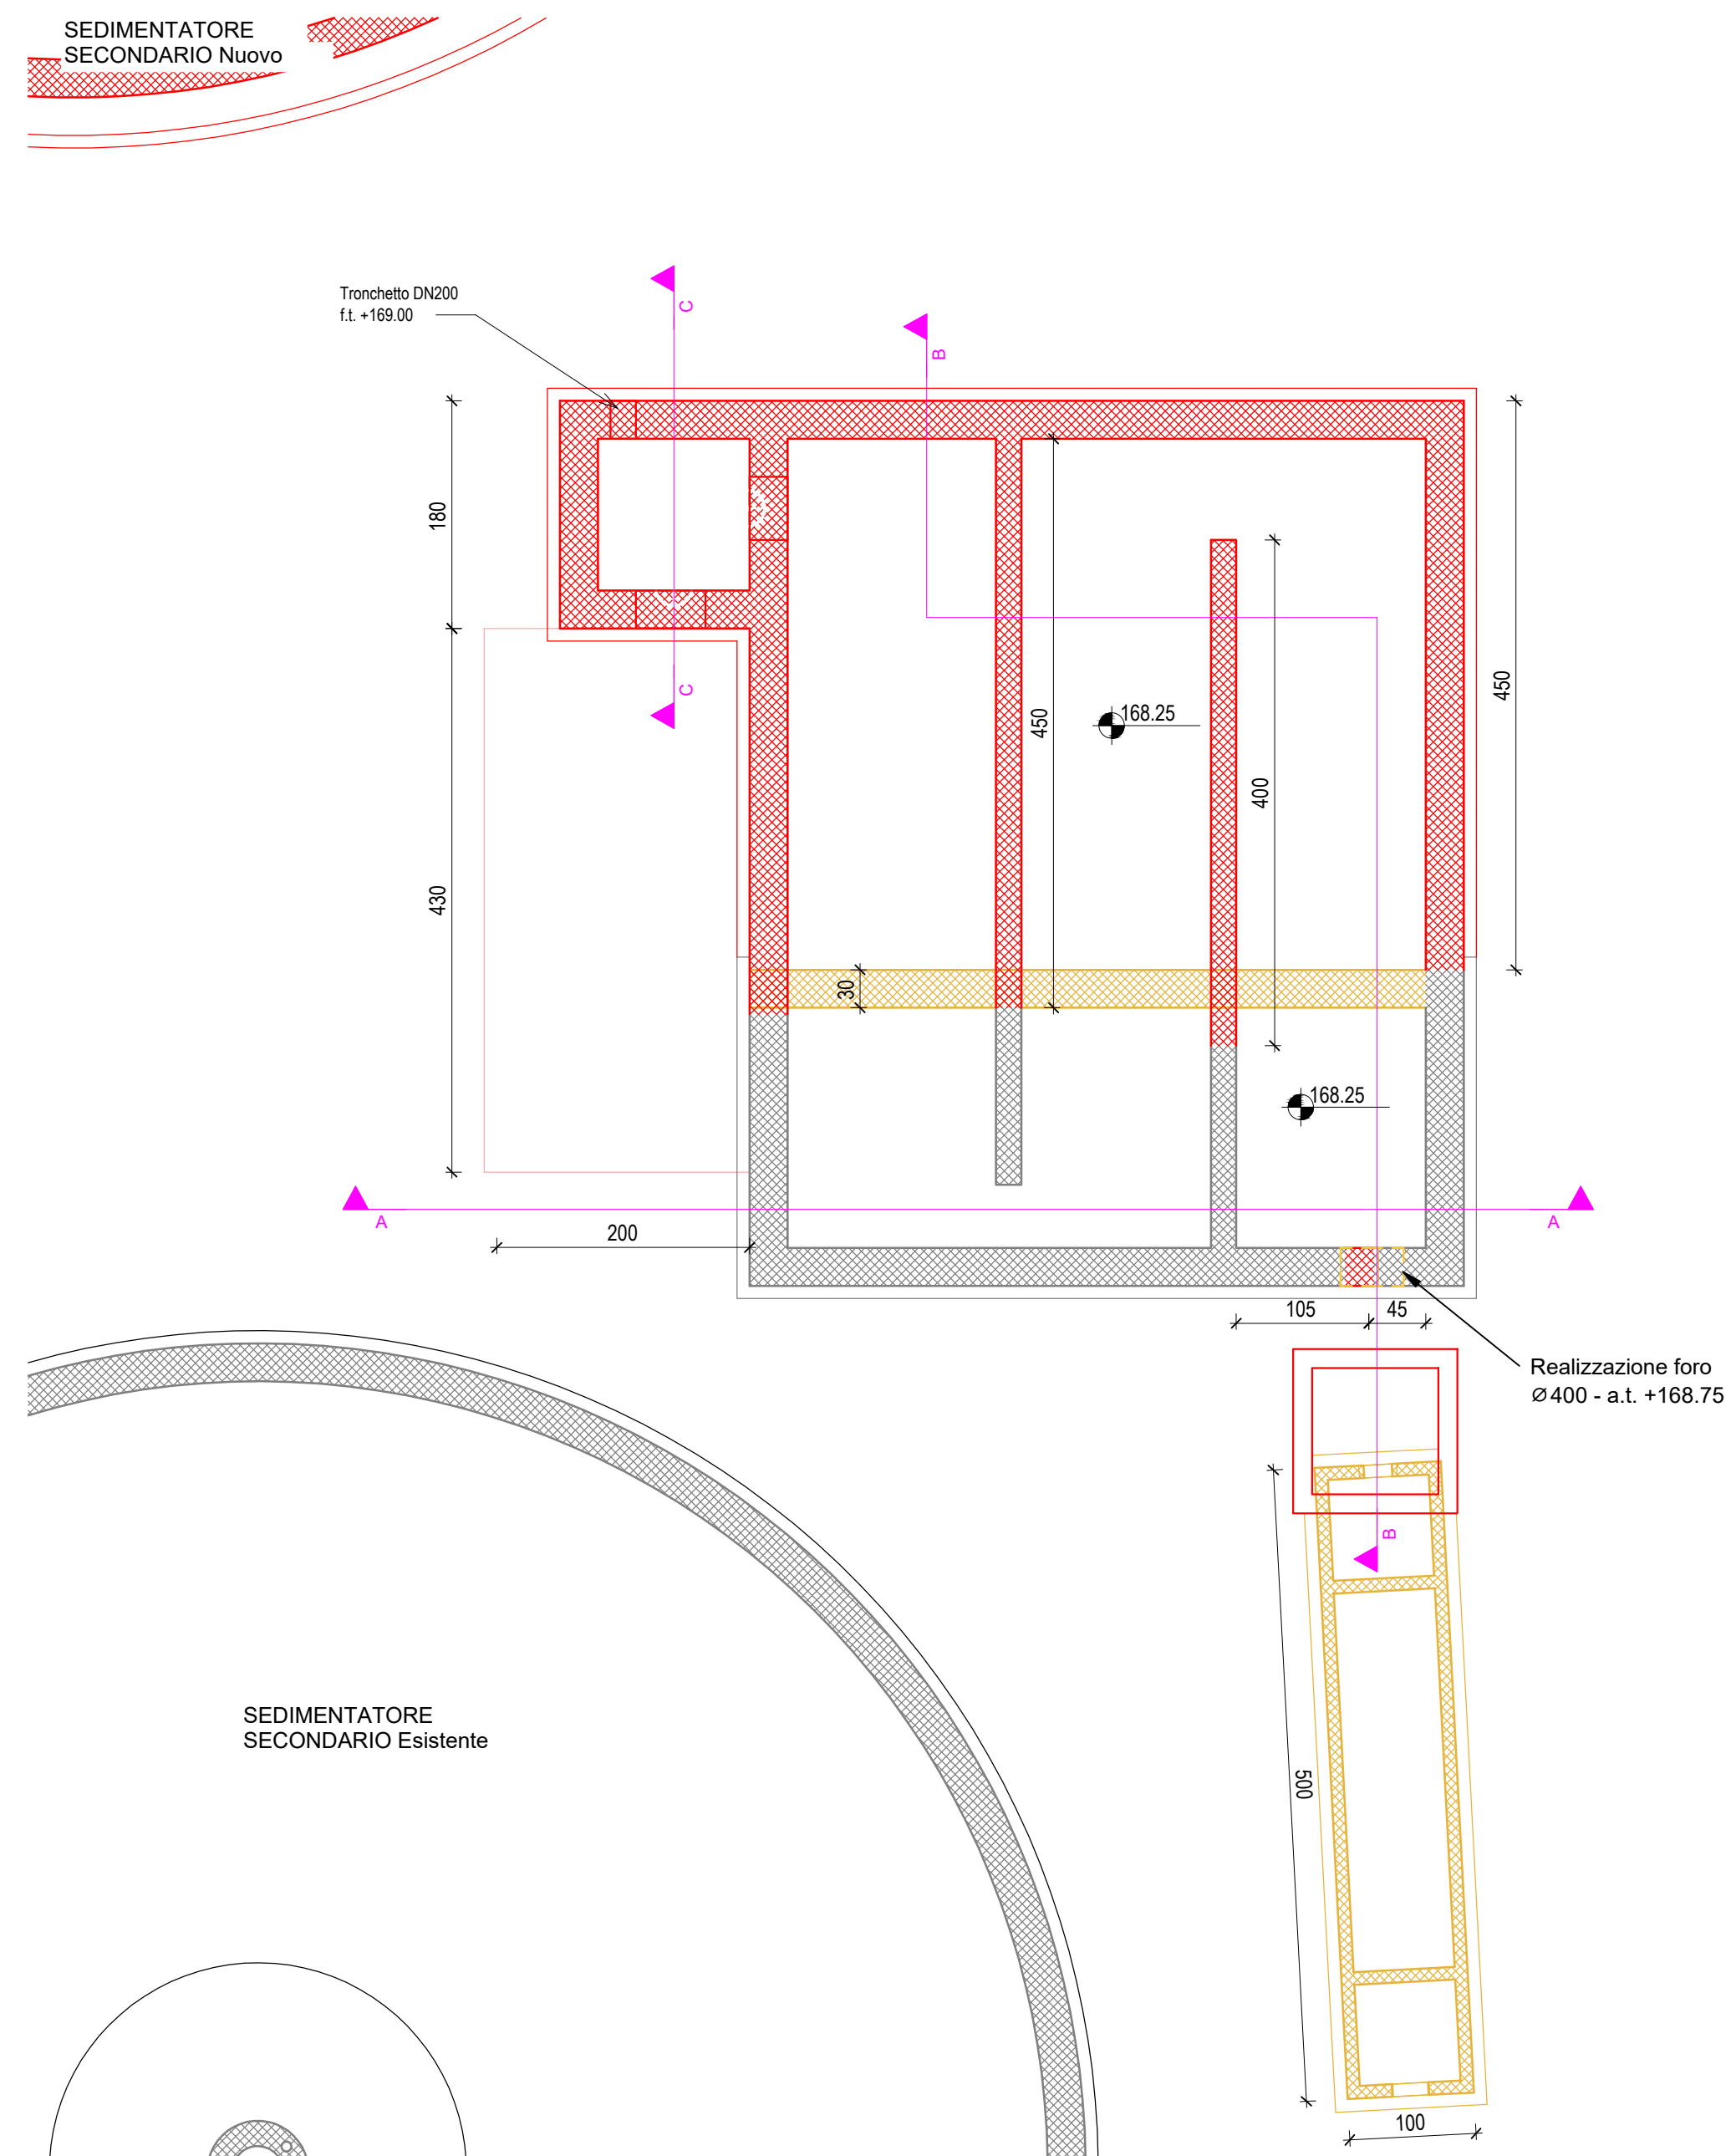 SEDIMENTATORE
SECONDARIO Nuovo
Tronchetto DN200
f.t. +169.00
C
B
180
450
450
168.25
C
400
430
30
168.25
A
A
200
105
45
Realizzazione foro
Ø400 - a.t. +168.75
B
SEDIMENTATORE
SECONDARIO Esistente
500
100